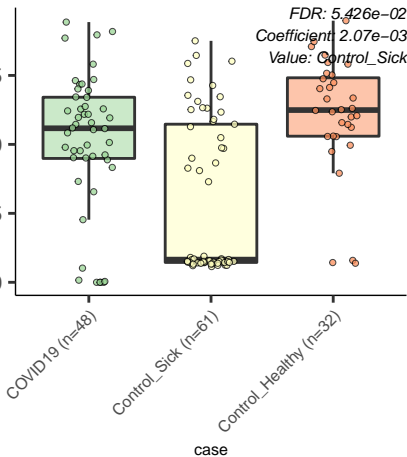 FDR: 5.426e−02
Coefficient: 2.07e−03
Value: Control_Sick
COVID19 (n=48)
Control_Sick (n=61)
Control_Healthy (n=32)
case